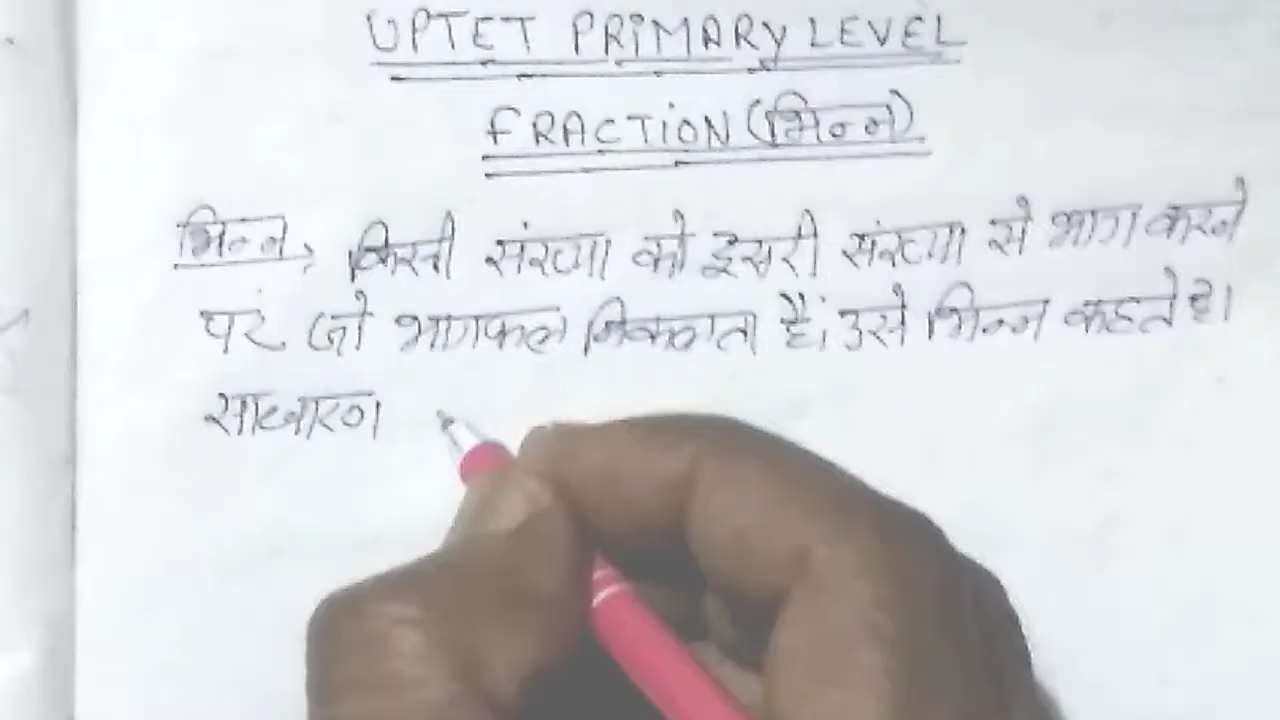 UPTET PRIMARY LEVEL
FRACTION (भिन्न)
भिन्न, किसी संख्या को दूसरी संख्या से भाग करने
पर जो भागफल निकलता है। उसे भिन्न कहते है।
साधारण